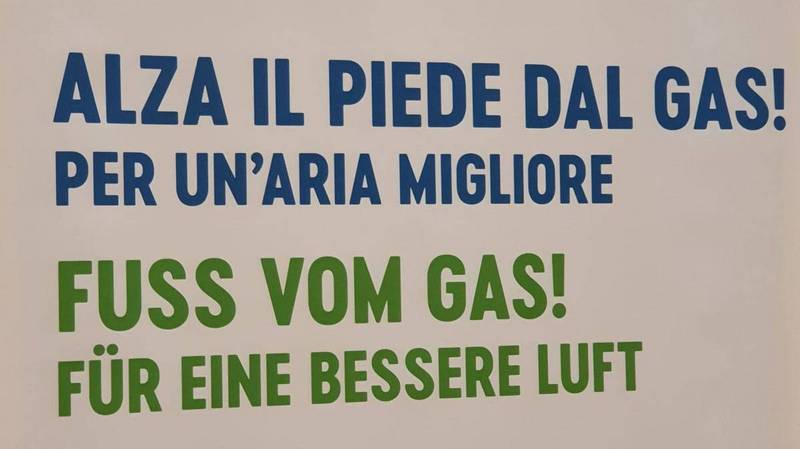 ALZA IL PIEDE DAL GAS!
PER UN'ARIA MIGLIORE
FUSS VOM GAS!
FÜR EINE BESSERE LUFT